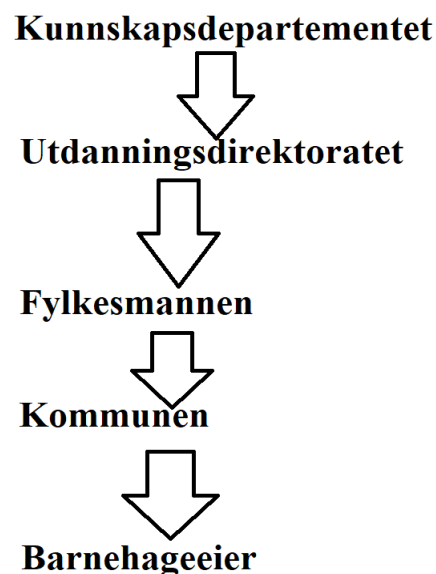 Kunnskapsdepartementet
Utdanningsdirektoratet
Fylkesmannen
Kommunen
Barnehageeier